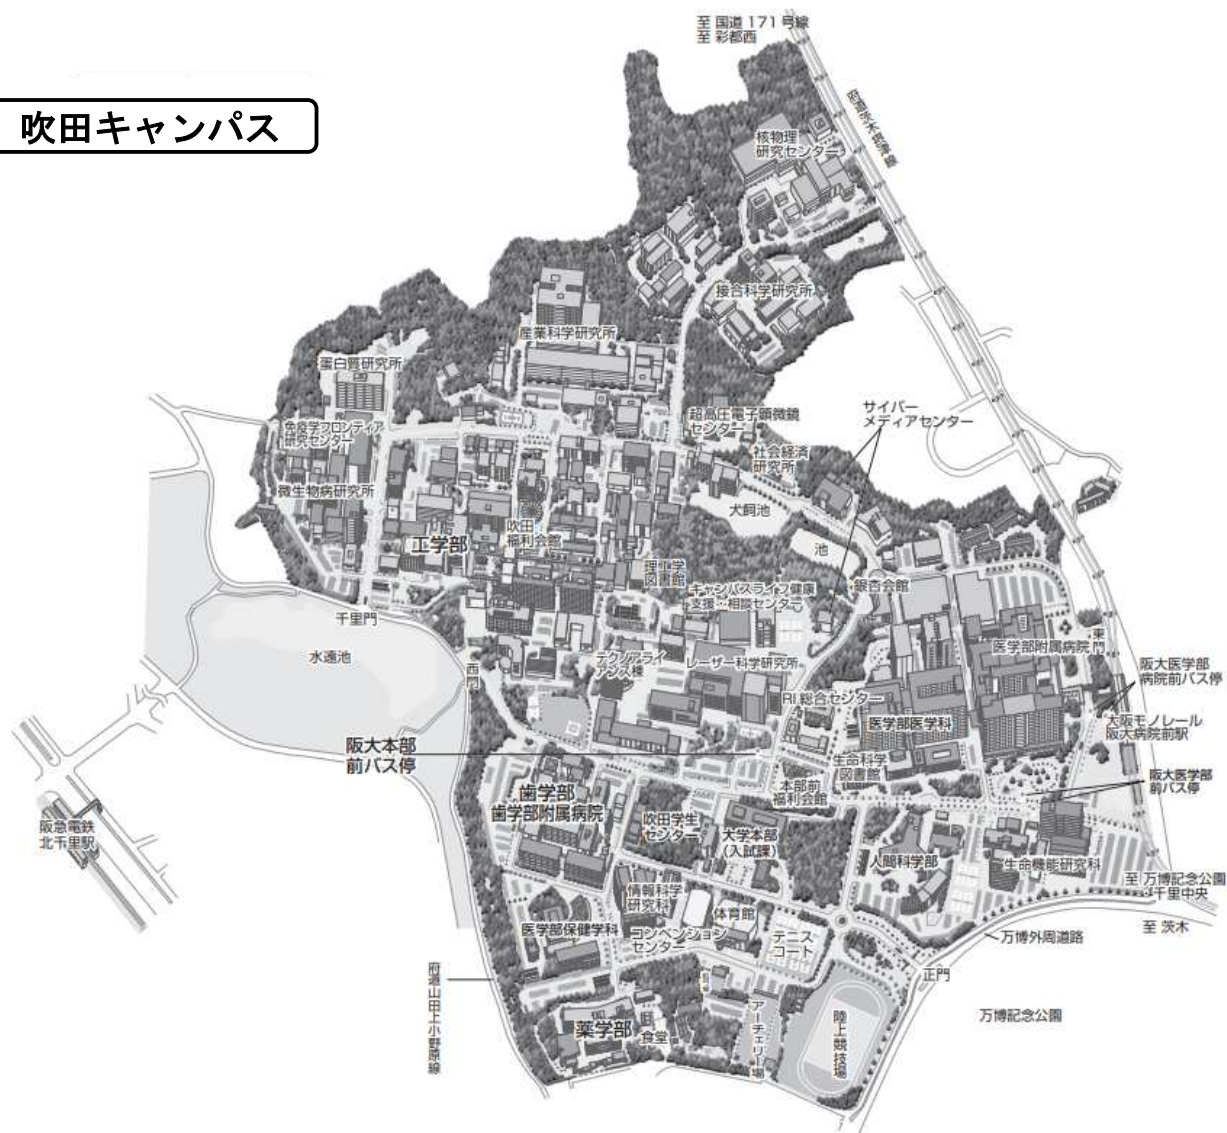 吹田キャンパス
至 国道 171 号線
至 彩都西
核物理
研究センター
接合科学研究所
産業科学研究所
蛋白質研究所
免疫学フロンティア
研究センター
微生物病研究所
超高圧電子顕微鏡
センター
社会経済
研究所
サイバー
メディアセンター
犬飼池
池
工学部
吹田
福利会館
理工学
図書館
キャンパスライフ健康
支援・相談センター
銀杏会館
千里門
水遠池
西門
テクノアライ
アンス棟
レーザー科学研究所
RI 総合センター
医学部附属病院
東門
医学部医学科
阪大医学部
病院前バス停
大阪モノレール
阪大病院前駅
阪大本部
前バス停
生命科学
図書館
本部前
福利会館
阪大医学部
前バス停
歯学部
歯学部附属病院
吹田学生
センター
大学本部
(入試課)
人間科学部
生命機能研究科
阪急電鉄
北千里駅
至 万博記念公園
千里中央
至 茨木
情報科学
研究科
体育館
医学部保健学科
コンベンション
センター
テニス
コート
万博外周道路
正門
府道山田上小野原線
万博記念公園
薬学部
食堂
アーチェリー場
陸上競技場